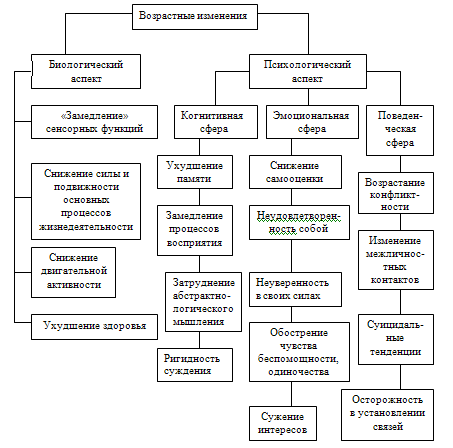 Возрастные изменения
Биологический
аспект
Психологический
аспект
«Замедление»
сенсорных функций
Снижение силы и
подвижности
основных
процессов
жизнедеятельности
Снижение
двигательной
активности
Ухудшение здоровья
Когнитивная
сфера
Ухудшение
памяти
Замедление
процессов
восприятия
Затруднение
абстрактно-
логического
мышления
Ригидность
суждения
Эмоциональная
сфера
Снижение
самооценки
Неудовлетворен-
ность собой
Неуверенность
в своих силах
Обострение
чувства
беспомощности,
одиночества
Сужение
интересов
Поведен-
ческая
сфера
Возрастание
конфликт-
ности
Изменение
межличнос-
тных
контактов
Суицидаль-
ные
тенденции
Осторожность
в установлении
связей